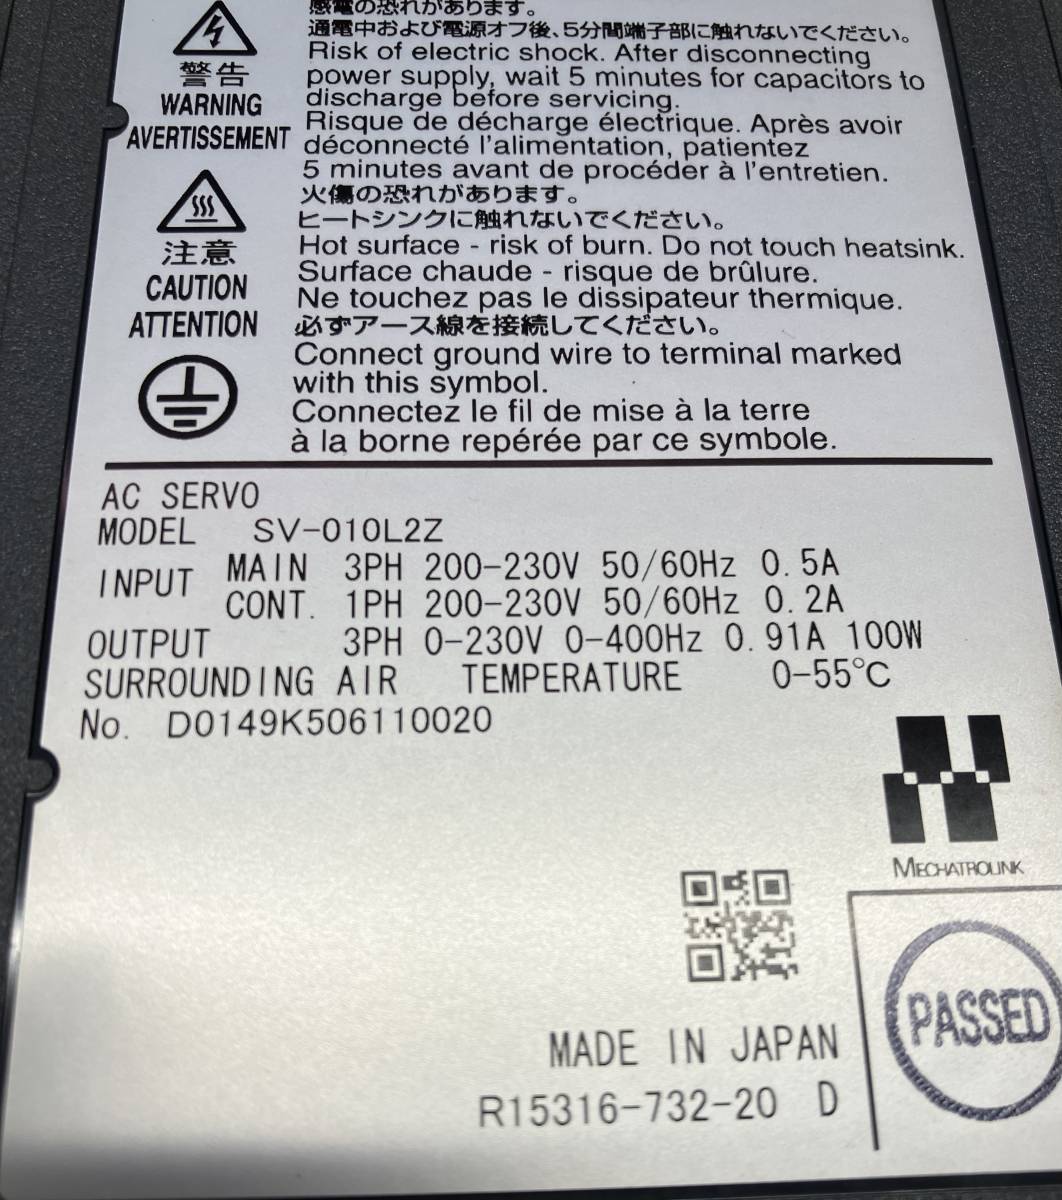 感電の恐れがあります。
通電中および電源オフ後、5分間端子部に触れないでください。
Risk of electric shock. After disconnecting
power supply, wait 5 minutes for capacitors to
discharge before servicing.
Risque de décharge électrique. Après avoir
déconnecté l'alimentation, patientez
5 minutes avant de procéder à l'entretien.
警告
WARNING
AVERTISSEMENT
火傷の恐れがあります。
ヒートシンクに触れないでください。
Hot surface - risk of burn. Do not touch heatsink.
Surface chaude - risque de brûlure.
Ne touchez pas le dissipateur thermique.
注意
CAUTION
ATTENTION
必ずアース線を接続してください。
Connect ground wire to terminal marked
with this symbol.
Connectez le fil de mise à la terre
à la borne repérée par ce symbole.
AC SERVO
MODEL SV-010L2Z
INPUT MAIN 3PH 200-230V 50/60Hz 0.5A
CONT. 1PH 200-230V 50/60Hz 0.2A
OUTPUT 3PH 0-230V 0-400Hz 0.91A 100W
SURROUNDING AIR TEMPERATURE 0-55℃
No. D0149K506110020
MECHATROLINK
PASSED
MADE IN JAPAN
R15316-732-20 D